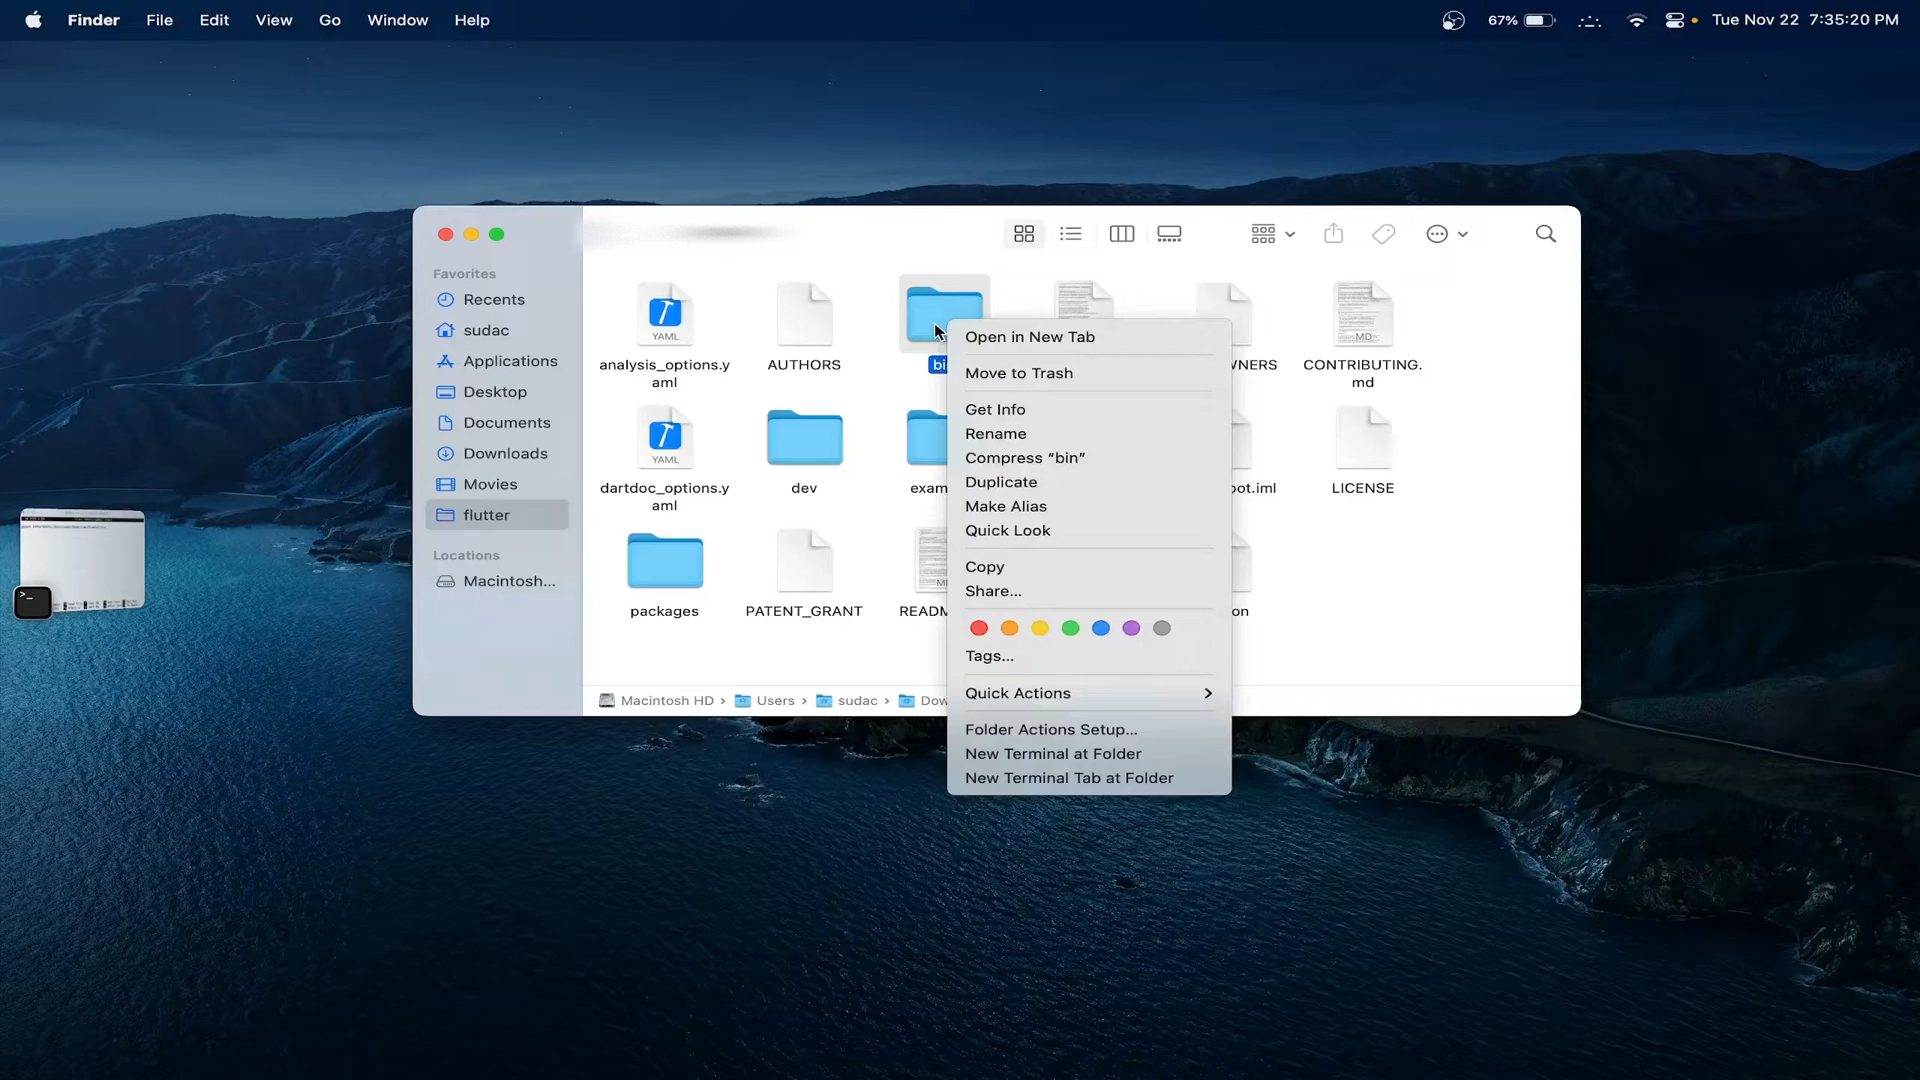 Finder File Edit View Go Window Help 67% Tue Nov 22 7:35:20 PM
Favorites
Recents
sudac
Applications
Desktop
Documents
Downloads
Movies
flutter
Locations
Macintosh...
YAML
MD
analysis_options.y
aml
AUTHORS
bi
WNERS
CONTRIBUTING.
md
YAML
dartdoc_options.y
aml
dev
exam
oot.iml
LICENSE
packages
PATENT_GRANT
READM
on
Macintosh HD › Users › sudac › Dow
Open in New Tab
Move to Trash
Get Info
Rename
Compress “bin”
Duplicate
Make Alias
Quick Look
Copy
Share...
Tags...
Quick Actions
Folder Actions Setup...
New Terminal at Folder
New Terminal Tab at Folder